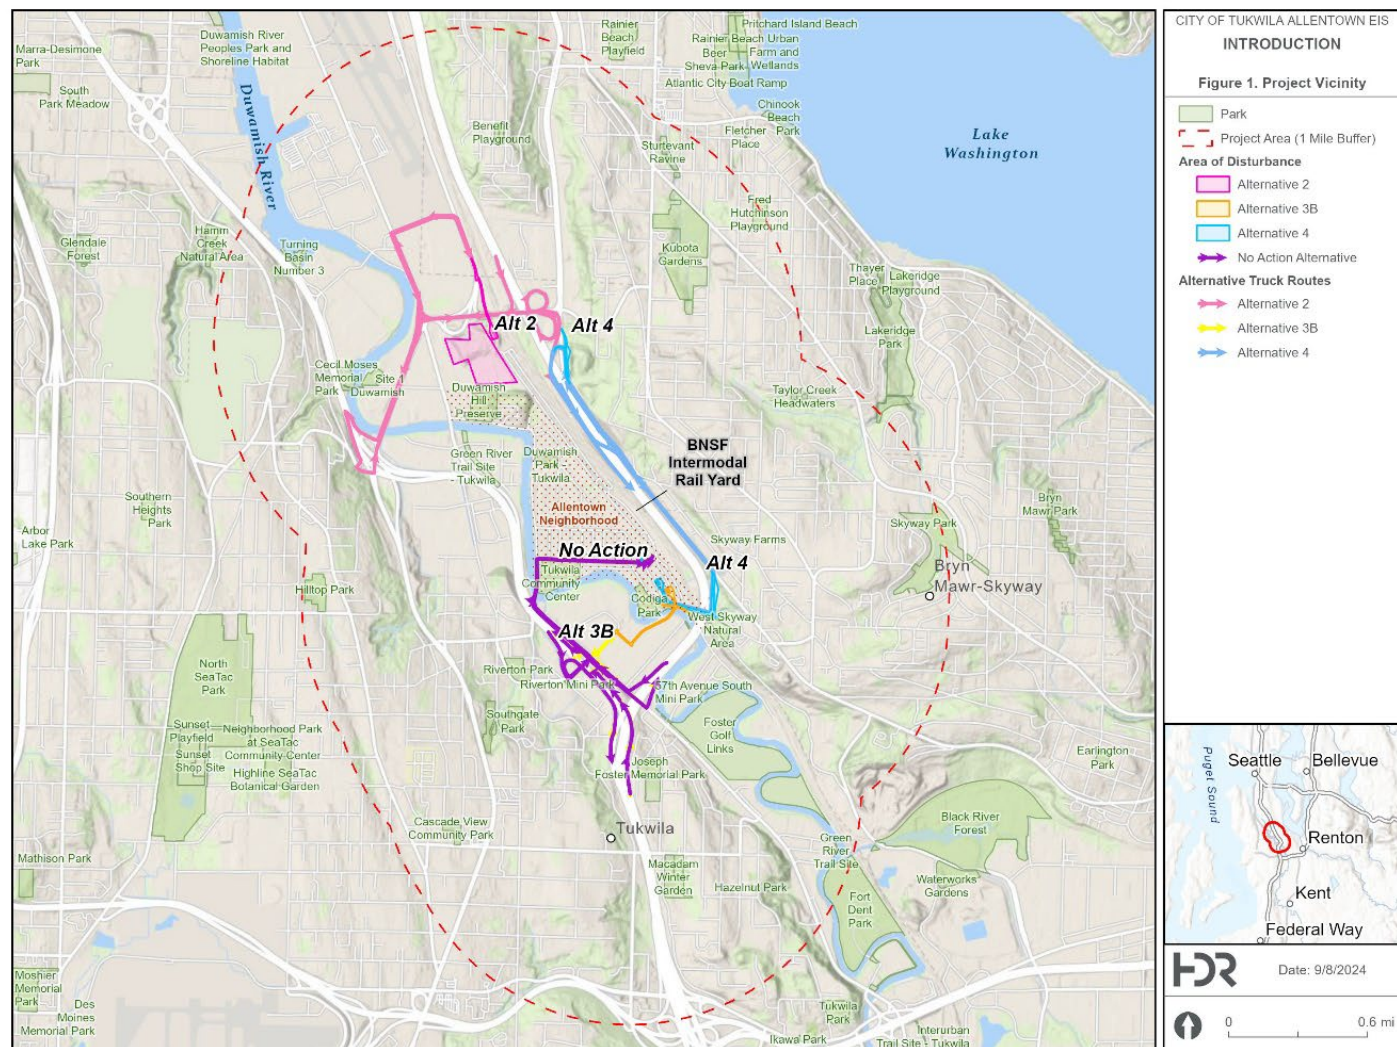 Marra-Desimone
Park
South
Park Meadow
Duwamish River
Peoples Park and
Shoreline Habitat
Duwamish River
Rainier
Beach
Playfield
Pritchard Island Beach
Rainier Beach Urban
Beer
Farm and
Sheva Park
Wetlands
Atlantic City Boat Ramp
Chinook
Beach
Park
Fletcher
Place
Lake
Washington
Benefit
Playground
Sturtevant
Ravine
Fred
Hutchinson
Playground
Kubota
Gardens
Glendale
Forest
Hamm
Creek
Natural Area
Turning
Basin
Number 3
Thayer
Place
Lakeridge
Playground
Lakeridge
Park
Alt 2
Alt 4
Cecil Moses
Memorial
Park
Site 1
Duwamish
Duwamish
Hill
Preserve
Taylor Creek
Headwaters
Green River
Trail Site
- Tukwila
Duwamish
Park -
Tukwila
BNSF
Intermodal
Rail Yard
Southern
Heights
Park
Allentown
Neighborhood
Bryn
Mawr Park
Arbor
Lake Park
Skyway Park
Skyway Farms
No Action
Alt 4
Bryn
Mawr-Skyway
Hilltop Park
Tukwila
Community
Center
Codiga
Park
West Skyway
Natural
Area
Alt 3B
North
SeaTac
Park
Riverton Park
Riverton Mini Park
57th Avenue South
Mini Park
Southgate
Park
Foster
Golf
Links
Sunset
Playfield
Sunset
Shop Site
Neighborhood Park
at SeaTac
Community Center
Highline SeaTac
Botanical Garden
Earlington
Park
Joseph
Foster Memorial Park
Cascade View
Community Park
Tukwila
Black River
Forest
Green
River
Trail Site
Mathison Park
Macadam
Winter
Garden
Hazelnut Park
Waterworks
Gardens
Fort
Dent
Park
Moshier
Memorial
Park
Des
Moines
Memorial Park
Tukwila
Park
Ikawa Park
Interurban
Trail Site - Tukwila
CITY OF TUKWILA ALLENTOWN EIS
INTRODUCTION
Figure 1. Project Vicinity
Park
Project Area (1 Mile Buffer)
Area of Disturbance
Alternative 2
Alternative 3B
Alternative 4
No Action Alternative
Alternative Truck Routes
Alternative 2
Alternative 3B
Alternative 4
Puget Sound
Seattle
Bellevue
Renton
Kent
Federal Way
HDR
Date: 9/8/2024
0
0.6 mi